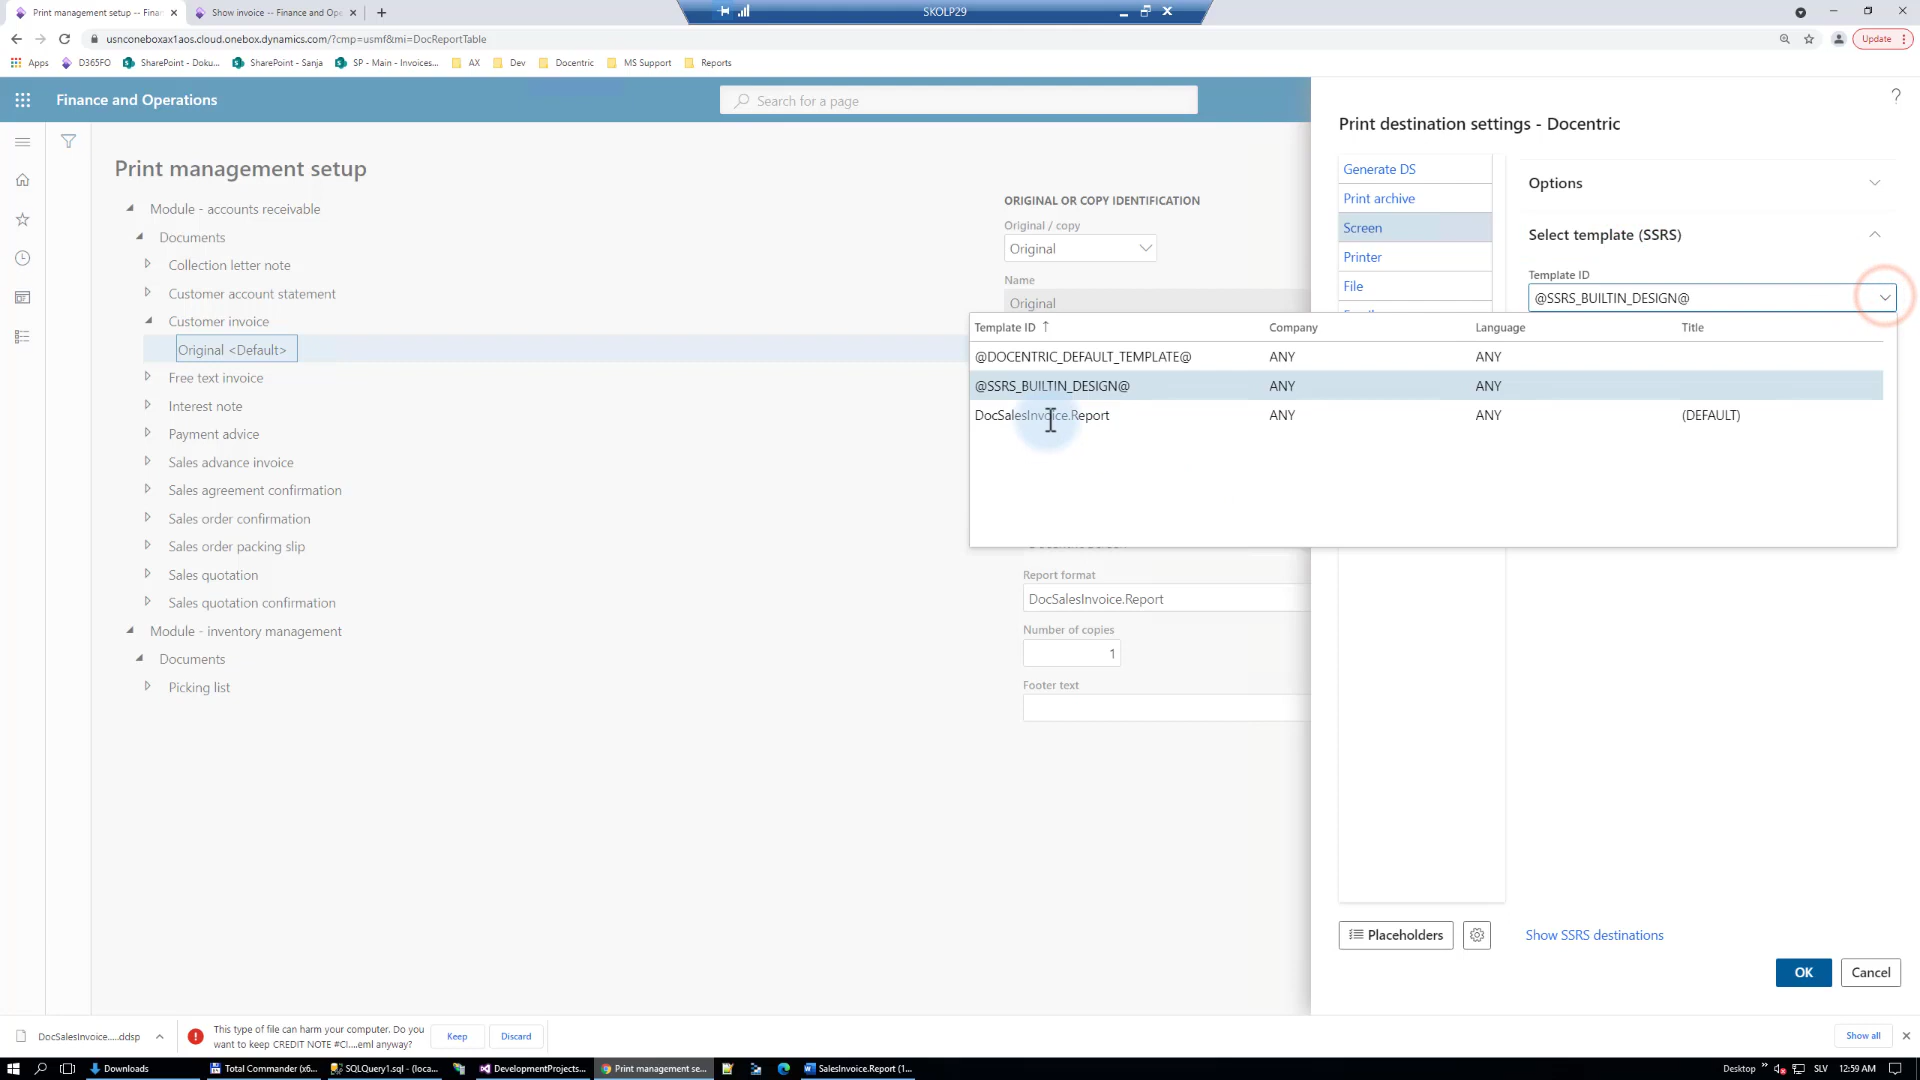 Print management setup -- Finan
Show invoice -- Finance and Ope
SKOLP29
usnconeboxax1aos.cloud.onebox.dynamics.com/?cmp=usmf&mi=DocReportTable
Update
Apps
D365FO
SharePoint - Doku...
SharePoint - Sanja
SP - Main - Invoices...
AX
Dev
Docentric
MS Support
Reports
Finance and Operations
Search for a page
Print management setup
Module - accounts receivable
Documents
Collection letter note
Customer account statement
Customer invoice
Original <Default>
Free text invoice
Interest note
Payment advice
Sales advance invoice
Sales agreement confirmation
Sales order confirmation
Sales order packing slip
Sales quotation
Sales quotation confirmation
Module - inventory management
Documents
Picking list
ORIGINAL OR COPY IDENTIFICATION
Original / copy
Original
Name
Original
Report format
DocSalesInvoice.Report
Number of copies
1
Footer text
?
Print destination settings - Docentric
Generate DS
Print archive
Screen
Printer
File
Options
Select template (SSRS)
Template ID
@SSRS_BUILTIN_DESIGN@
Template ID Company Language Title
@DOCENTRIC_DEFAULT_TEMPLATE@ ANY ANY
@SSRS_BUILTIN_DESIGN@ ANY ANY
DocSalesInvoice.Report ANY ANY (DEFAULT)
Placeholders
Show SSRS destinations
OK
Cancel
DocSalesInvoice.....ddsp
This type of file can harm your computer. Do you
want to keep CREDIT NOTE #CI....eml anyway?
Keep
Discard
Show all
Downloads
Total Commander (x6...
SQLQuery1.sql - (loca...
DevelopmentProjects...
Print management se...
SalesInvoice.Report (1...
Desktop
SLV
12:59 AM